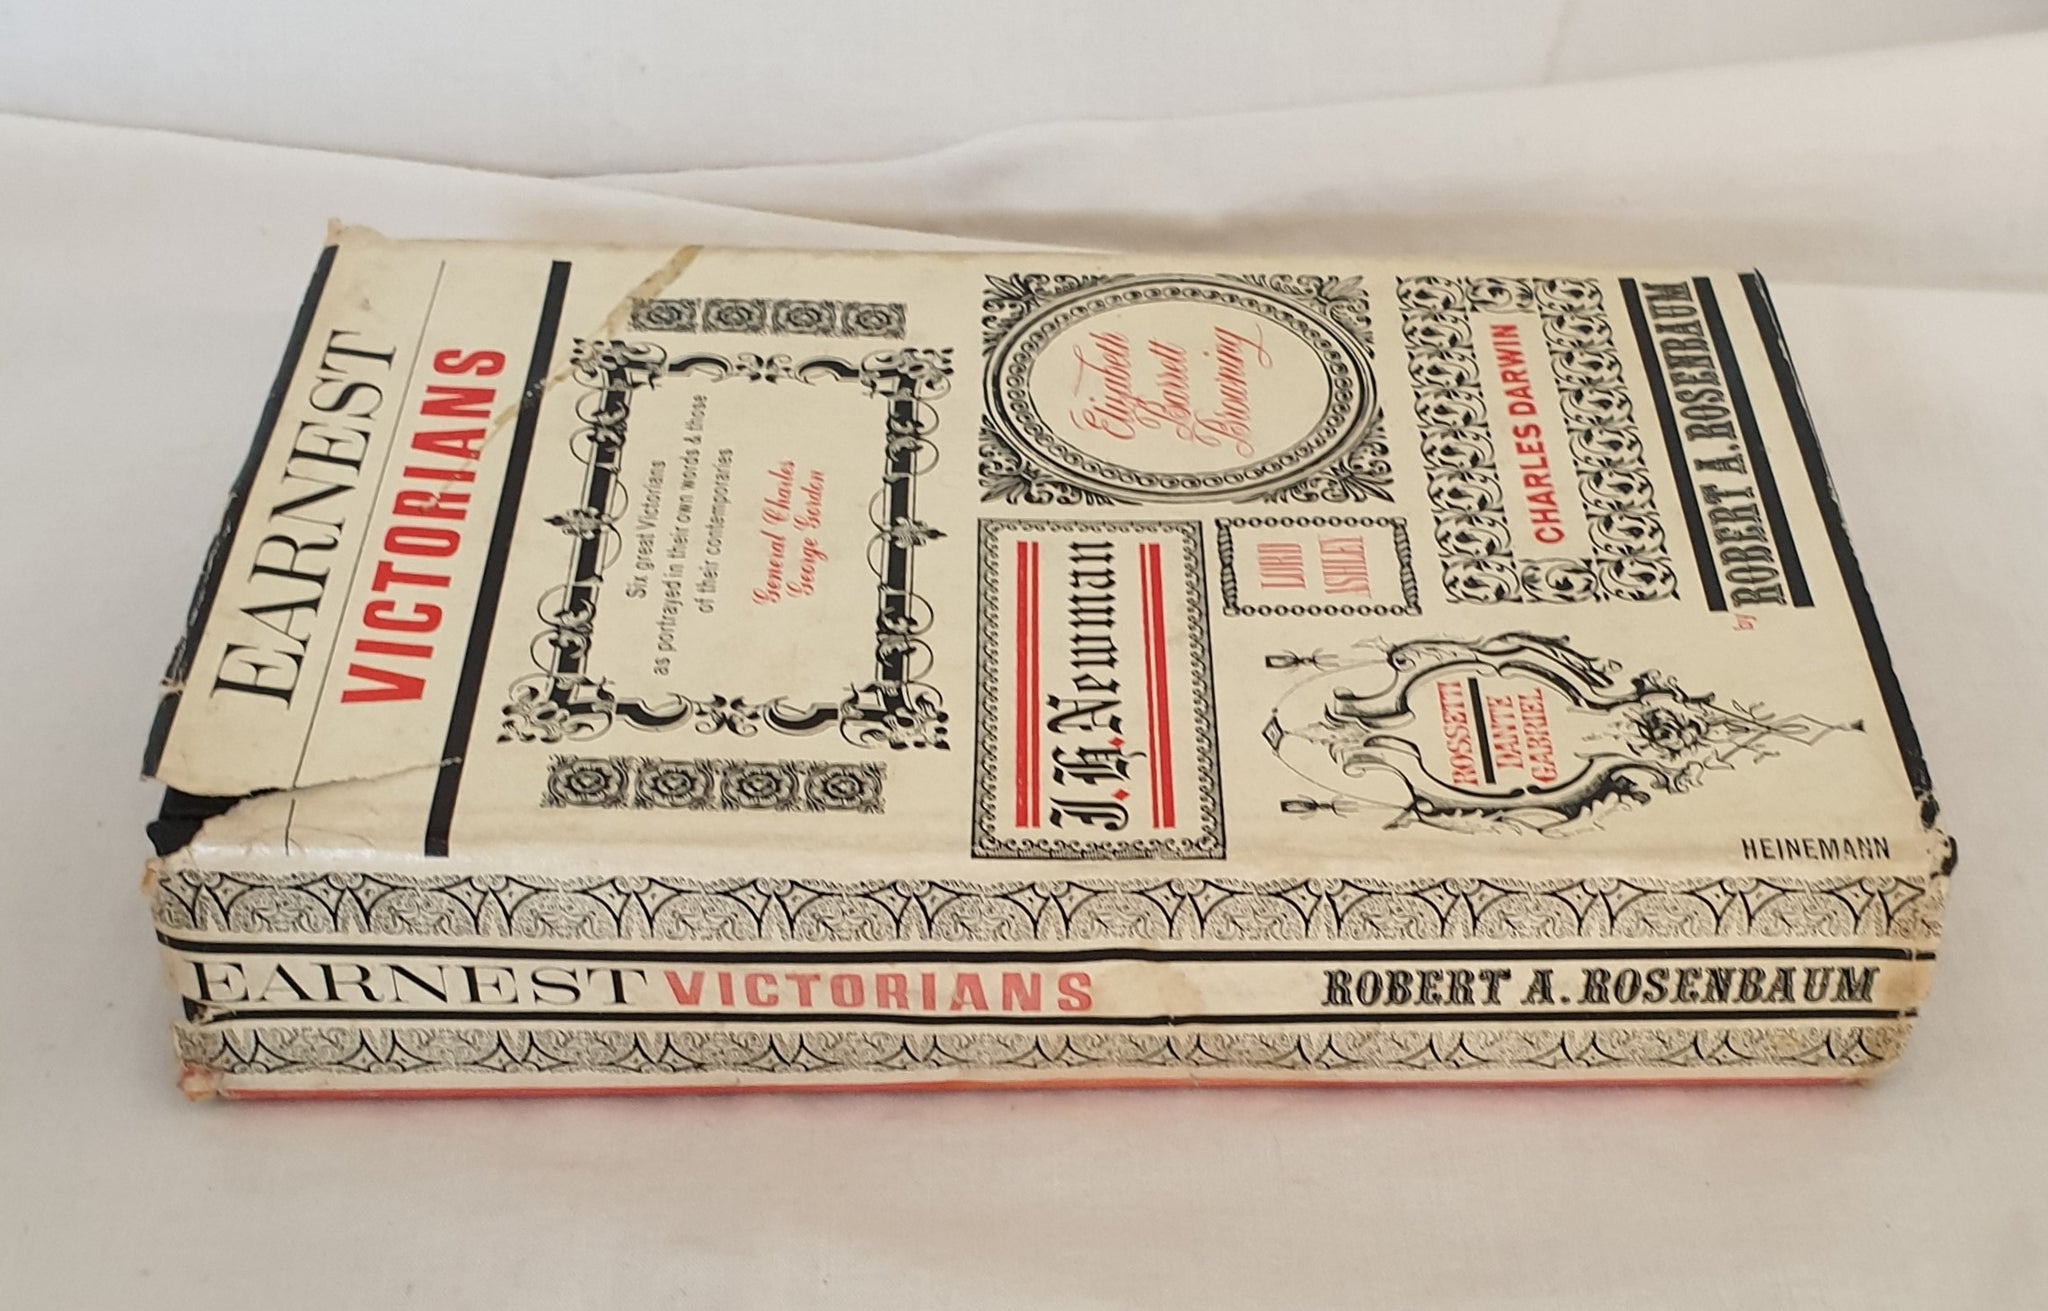 EARNEST
VICTORIANS
Six great Victorians
as portrayed in their own words & those
of their contemporaries
General Charles
George Gordon
J.H. Newman
Elizabeth
Barrett
Browning
LORD
ASHLEY
ROSSETTI
DANTE
GABRIEL
CHARLES DARWIN
by ROBERT A. ROSENBAUM
HEINEMANN
EARNEST VICTORIANS ROBERT A. ROSENBAUM